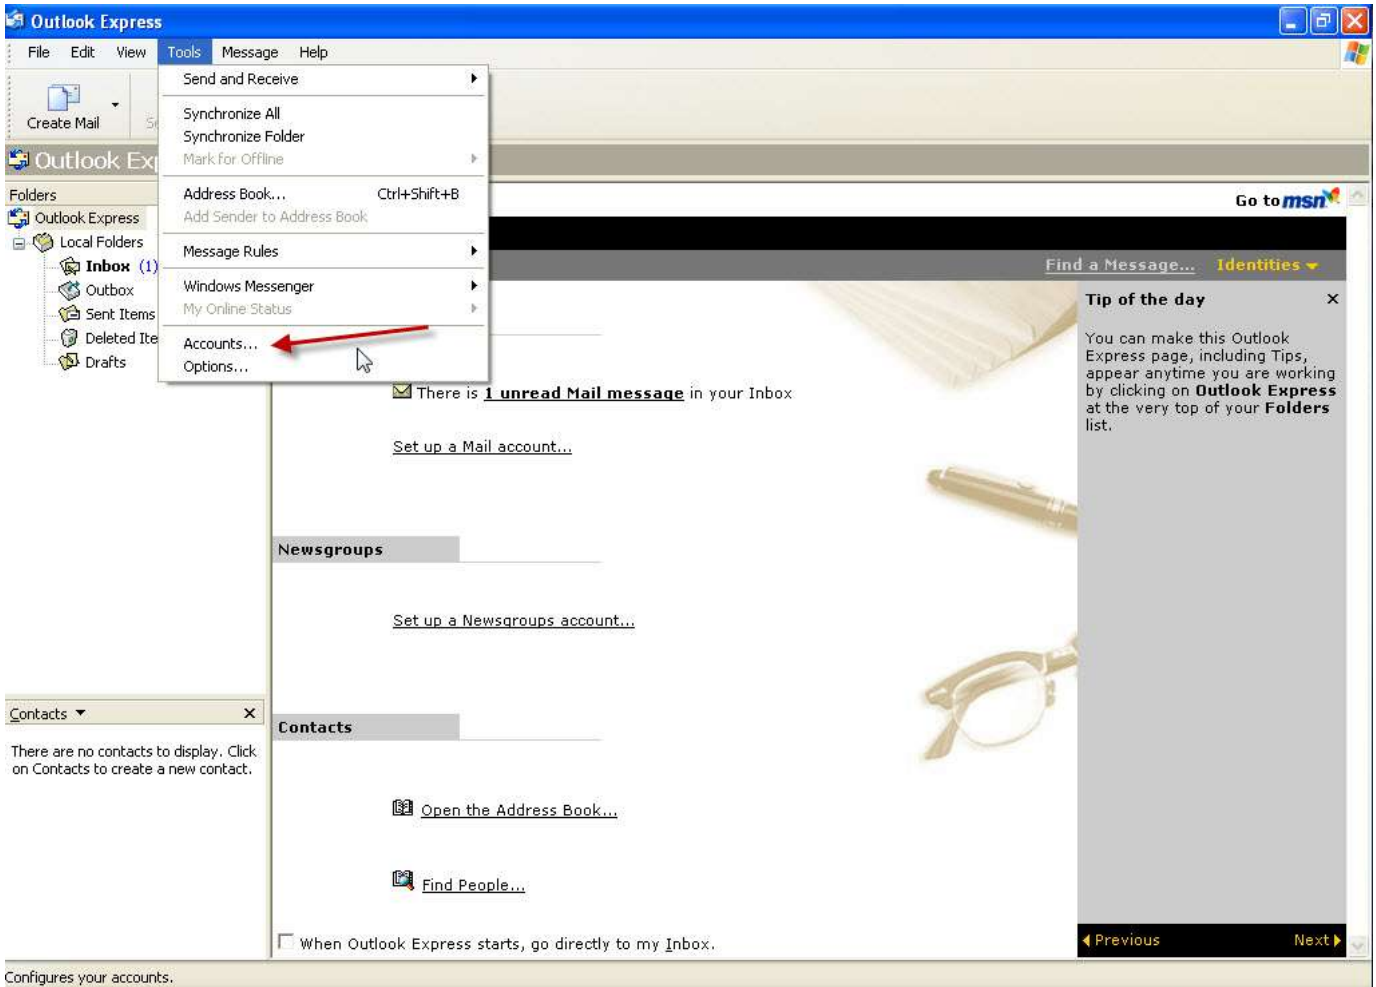 Outlook Express
File Edit View Tools Message Help
Create Mail
Send and Receive
Synchronize All
Synchronize Folder
Mark for Offline
Address Book... Ctrl+Shift+B
Add Sender to Address Book
Message Rules
Windows Messenger
My Online Status
Accounts...
Options...
Outlook Exp
Folders
Outlook Express
Local Folders
Inbox (1)
Outbox
Sent Items
Deleted Ite
Drafts
Go to msn
Find a Message... Identities
There is 1 unread Mail message in your Inbox
Set up a Mail account...
Newsgroups
Set up a Newsgroups account...
Contacts
Open the Address Book...
Find People...
When Outlook Express starts, go directly to my Inbox.
Tip of the day
You can make this Outlook
Express page, including Tips,
appear anytime you are working
by clicking on Outlook Express
at the very top of your Folders
list.
Previous Next
Contacts
There are no contacts to display. Click
on Contacts to create a new contact.
Configures your accounts.